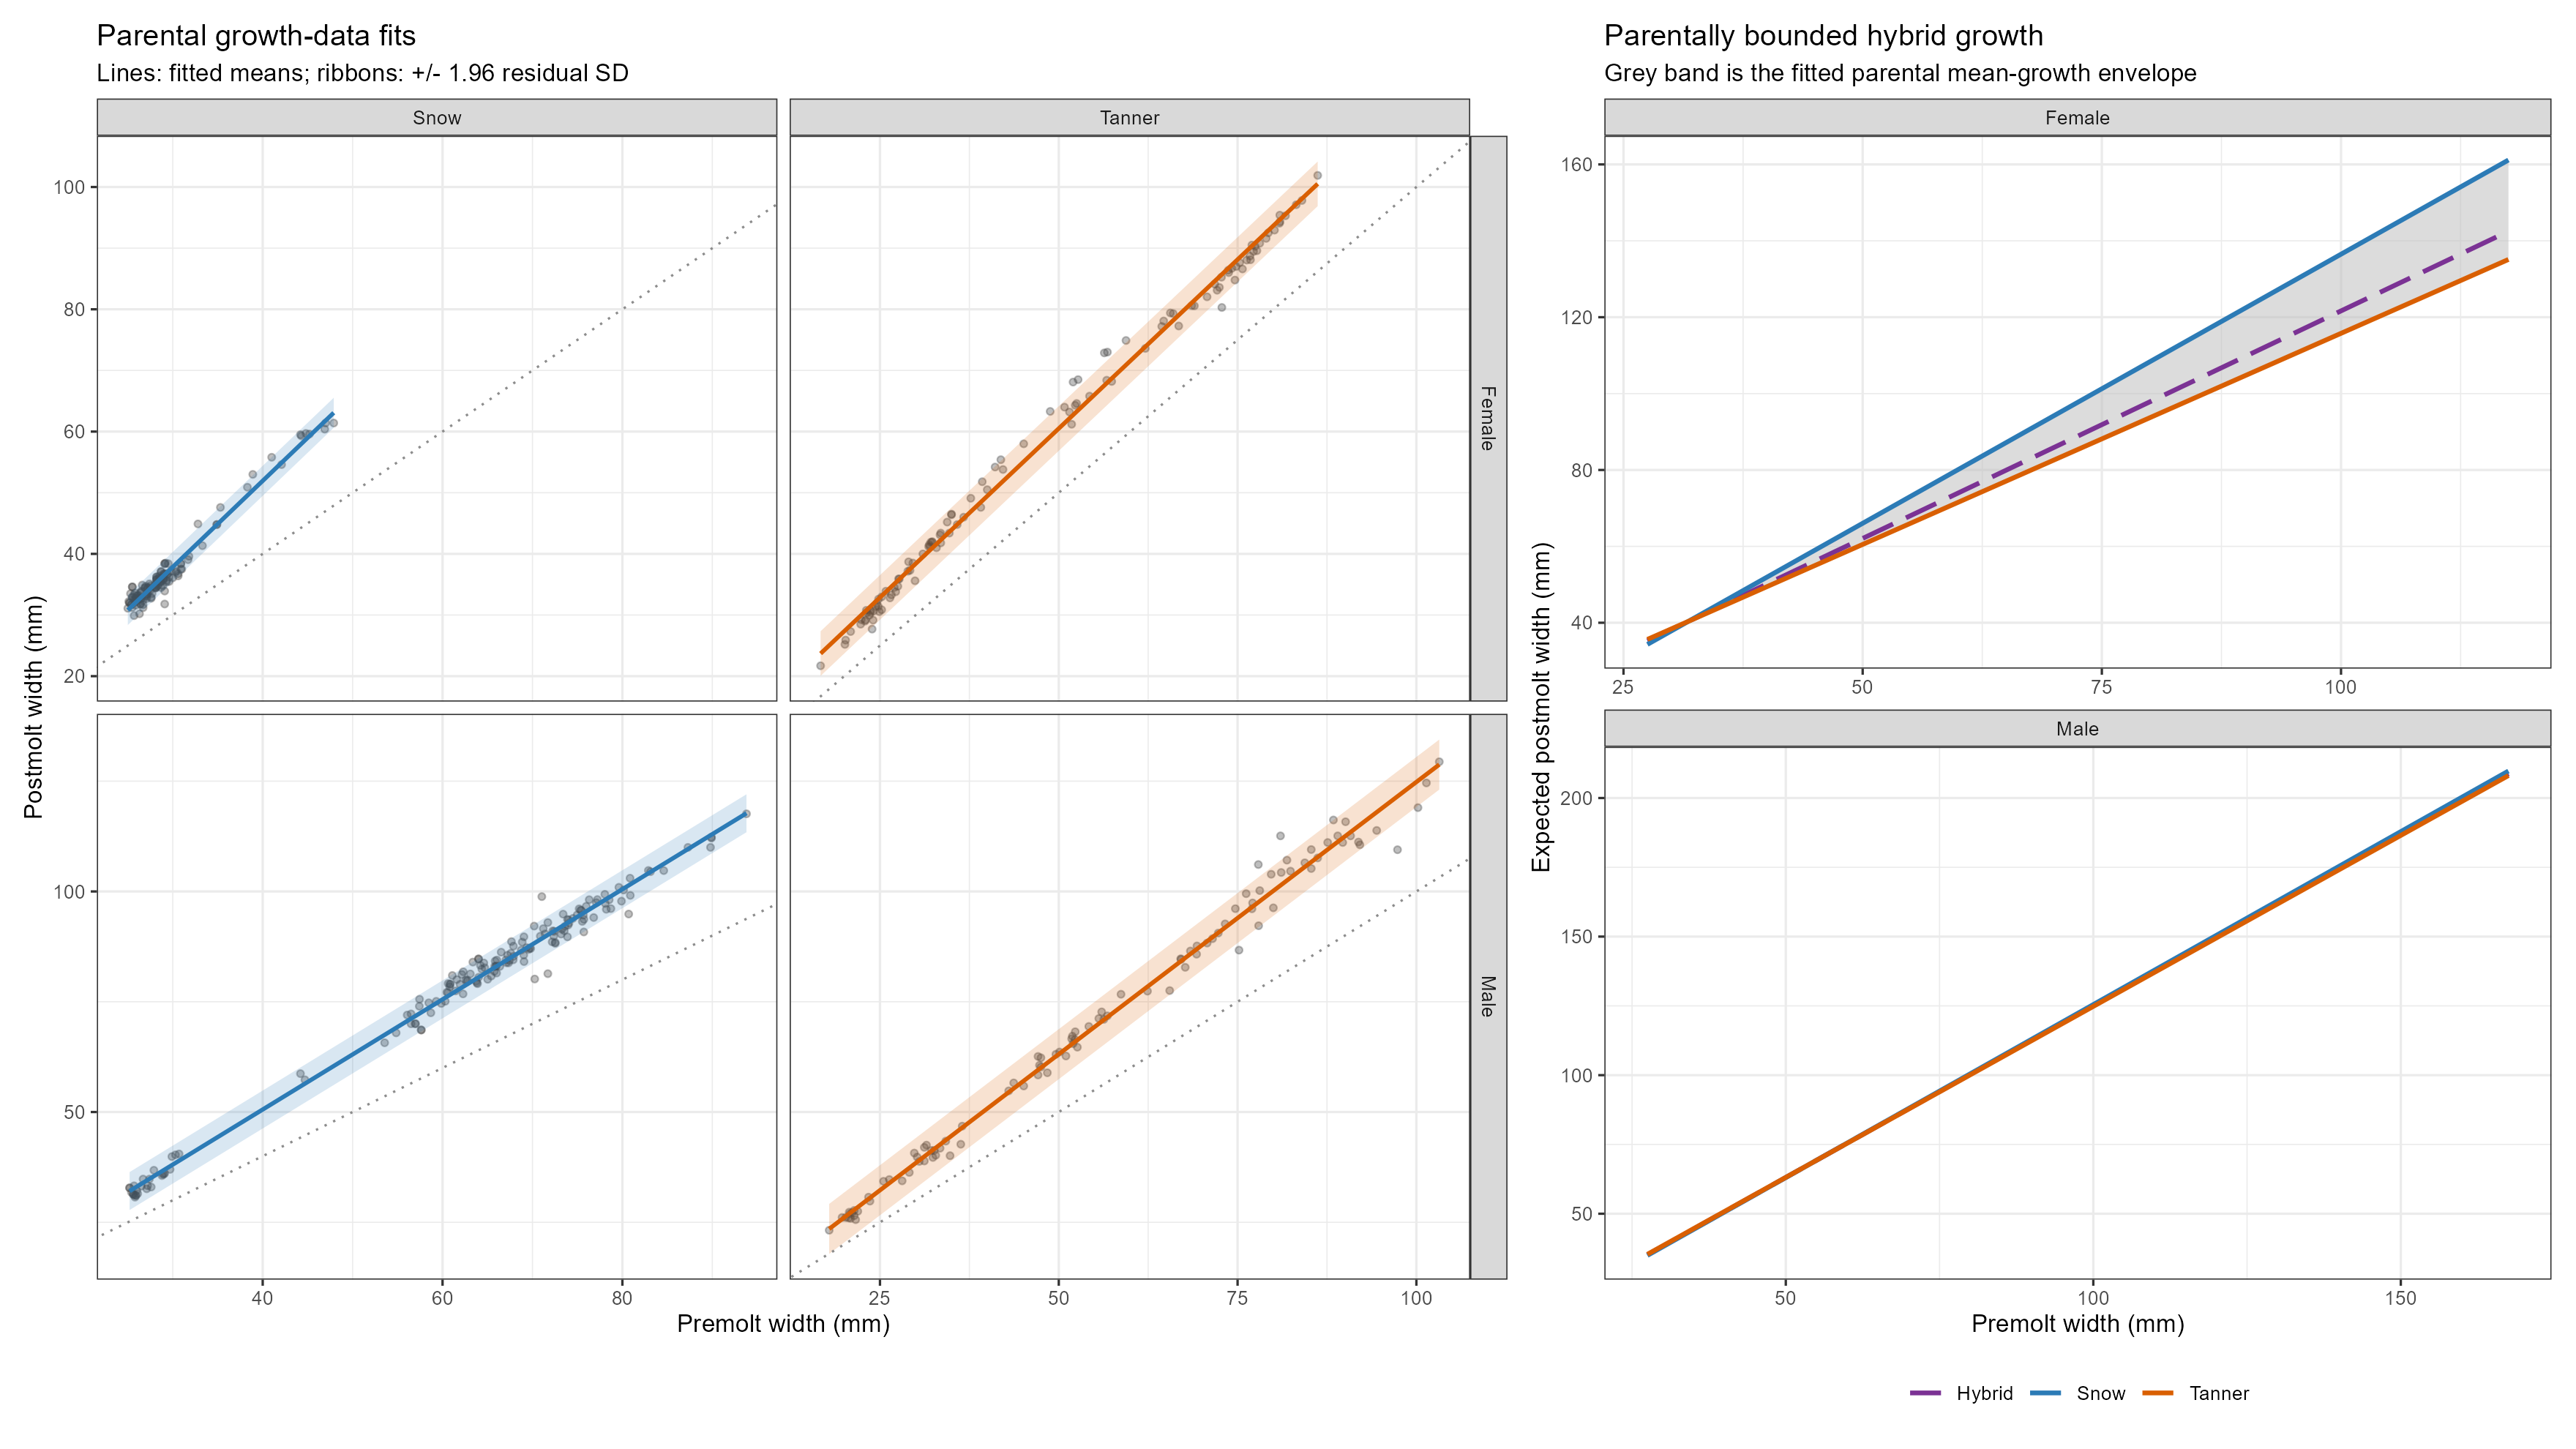 Parental growth-data fits
Lines: fitted means; ribbons: +/- 1.96 residual SD
Snow
Tanner
100
80
60
40
20
Female
100
50
Male
40
60
80
25
50
75
100
Postmolt width (mm)
Premolt width (mm)
Parentally bounded hybrid growth
Grey band is the fitted parental mean-growth envelope
Female
160
120
80
40
25
50
75
100
Male
200
150
100
50
50
100
150
Expected postmolt width (mm)
Premolt width (mm)
Hybrid
Snow
Tanner